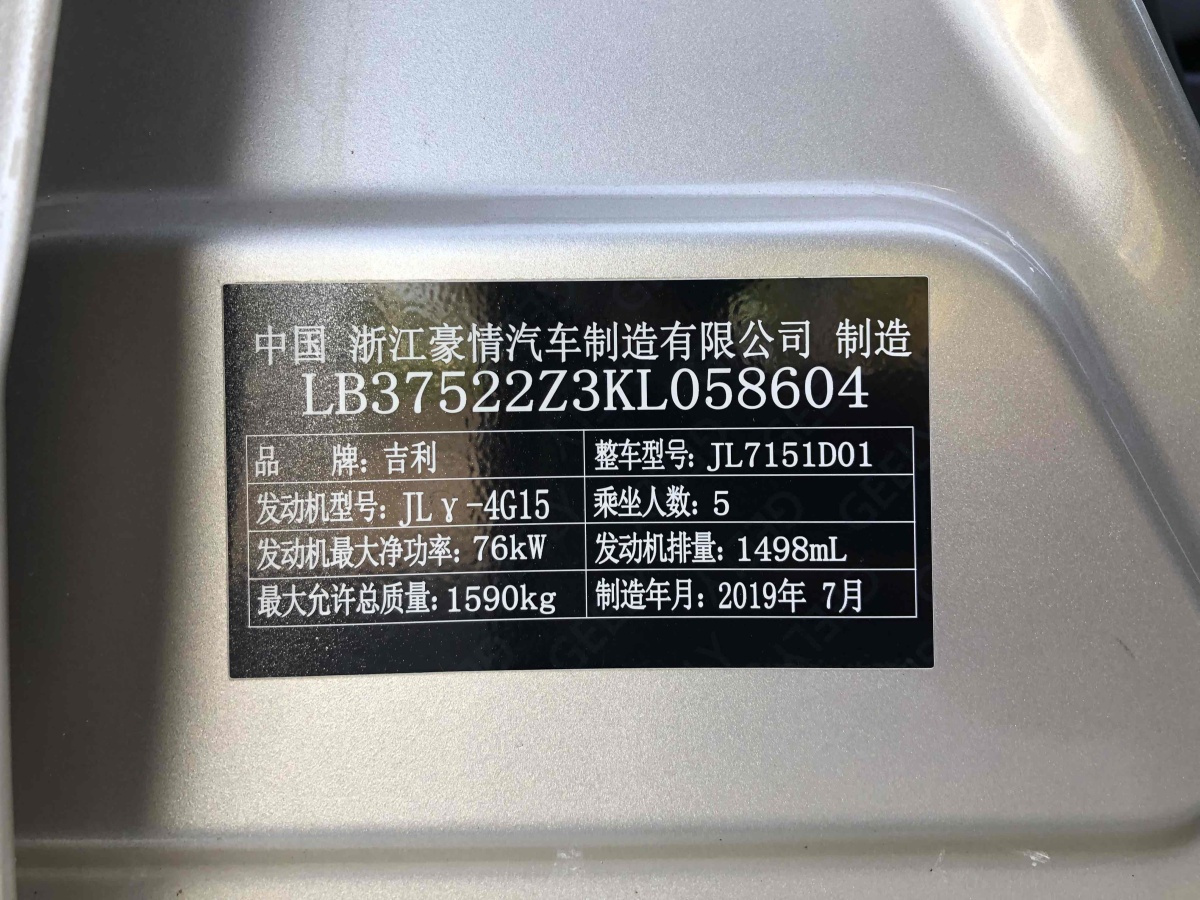 中国 浙江豪情汽车制造有限公司 制造
LB37522Z3KL058604
品 牌：吉利 整车型号：JL7151D01
发动机型号：JLγ-4G15 乘坐人数：5
发动机最大净功率：76kW 发动机排量：1498mL
最大允许总质量：1590kg 制造年月：2019年 7月